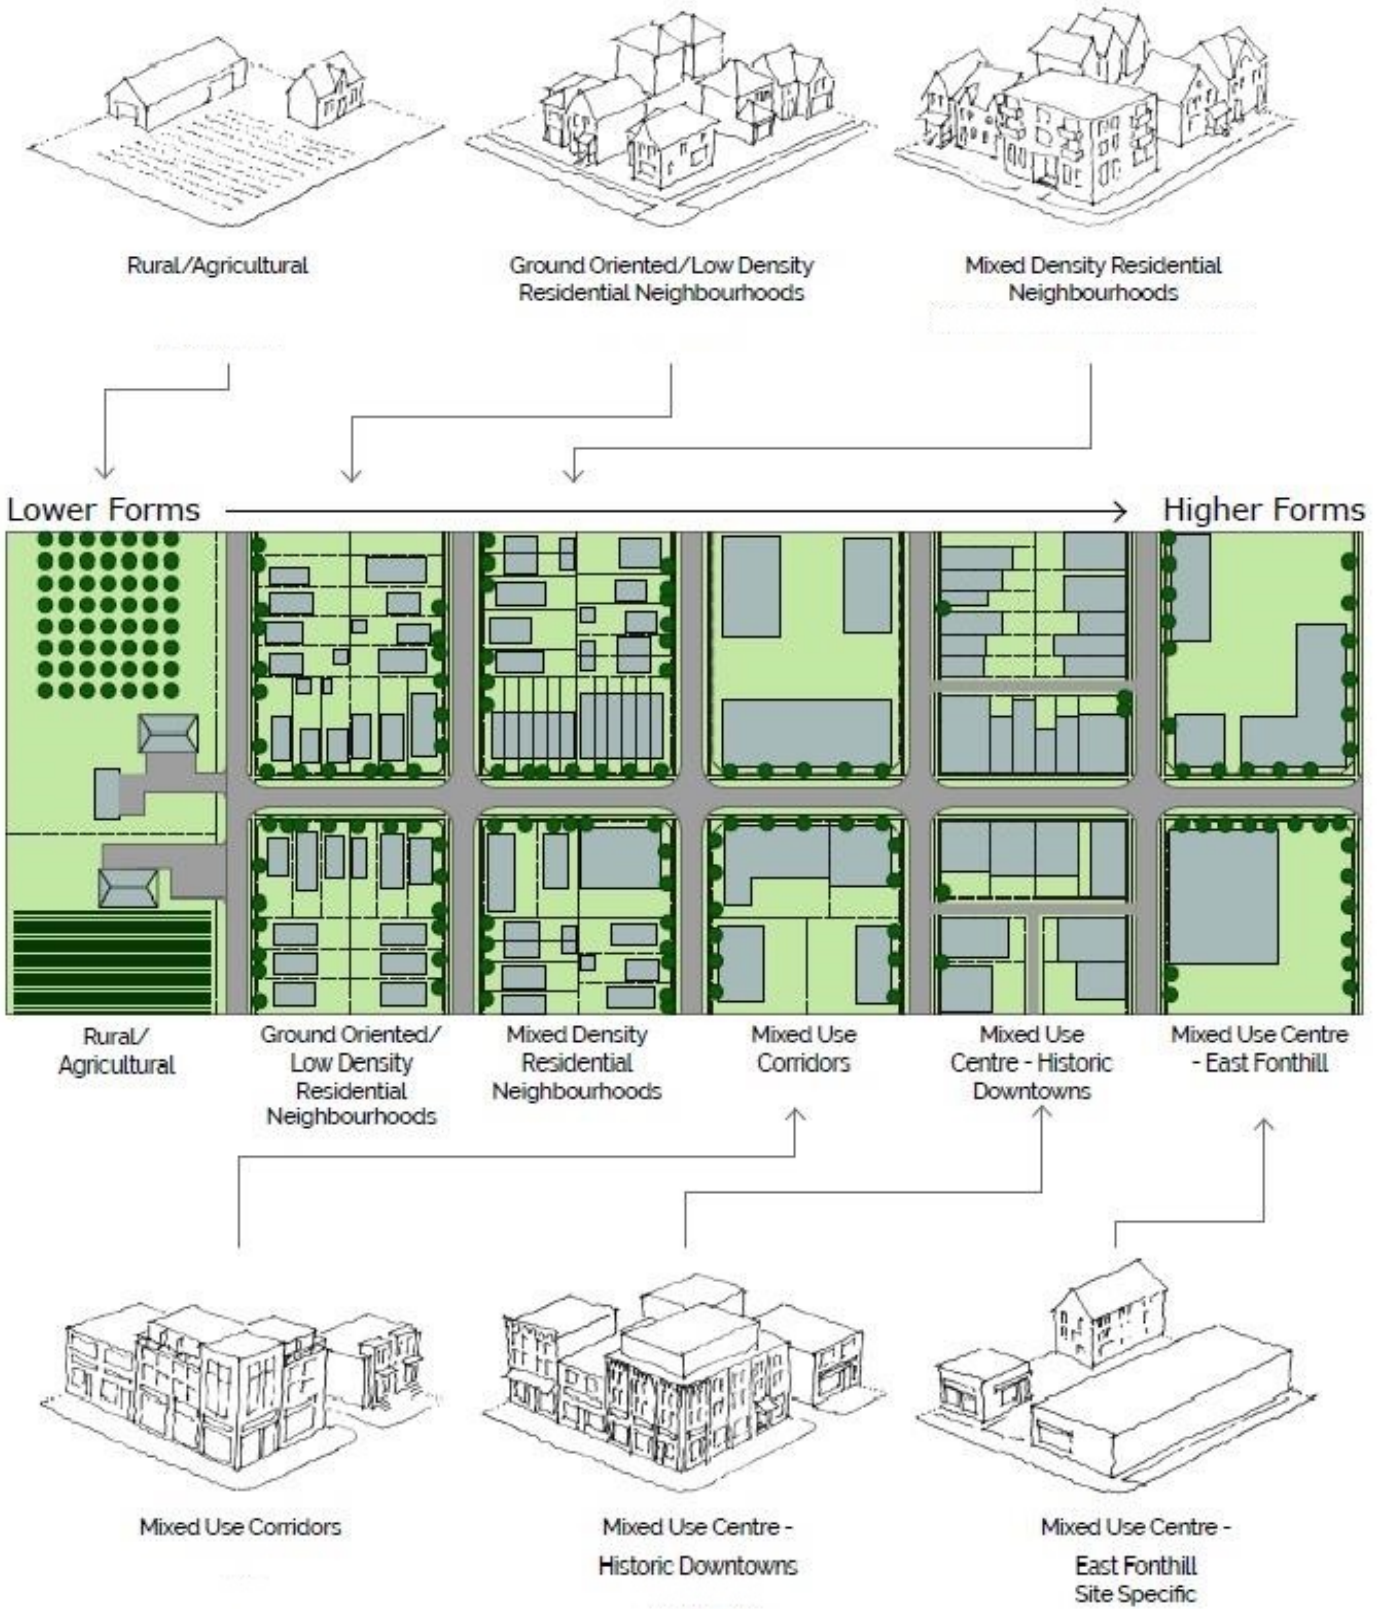 Rural/Agricultural
Ground Oriented/Low Density
Residential Neighbourhoods
Mixed Density Residential
Neighbourhoods
Lower Forms
Higher Forms
Rural/
Agricultural
Ground Oriented/
Low Density
Residential
Neighbourhoods
Mixed Density
Residential
Neighbourhoods
Mixed Use
Corridors
Mixed Use
Centre - Historic
Downtowns
Mixed Use Centre
- East Fonthill
Mixed Use Corridors
Mixed Use Centre -
Historic Downtowns
Mixed Use Centre -
East Fonthill
Site Specific